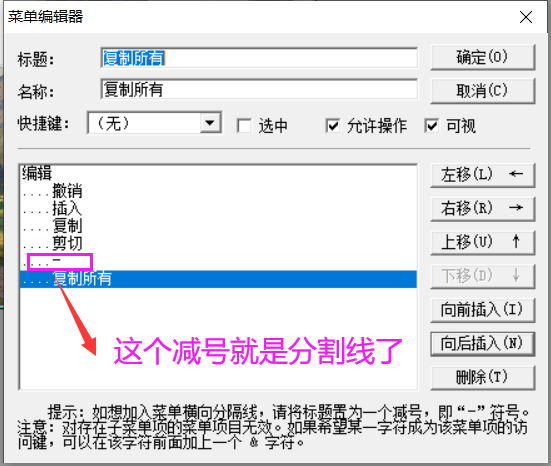 菜单编辑器
标题： 复制所有 确定(O)
名称： 复制所有 取消(C)
快捷键： （无） 选中 允许操作 可视
编辑 左移(L) ←
....撤销
....插入 右移(R) →
....复制
....剪切 上移(U) ↑
....-
....复制所有 下移(D) ↓
向前插入(I)
这个减号就是分割线了 向后插入(N)
删除(T)
提示：如想加入菜单横向分隔线，请将标题置为一个减号，即“-”符号。
注意：对存在子菜单项的菜单项目无效。如果希望某一字符成为该菜单项的访
问键，可以在该字符前面加上一个 & 字符。